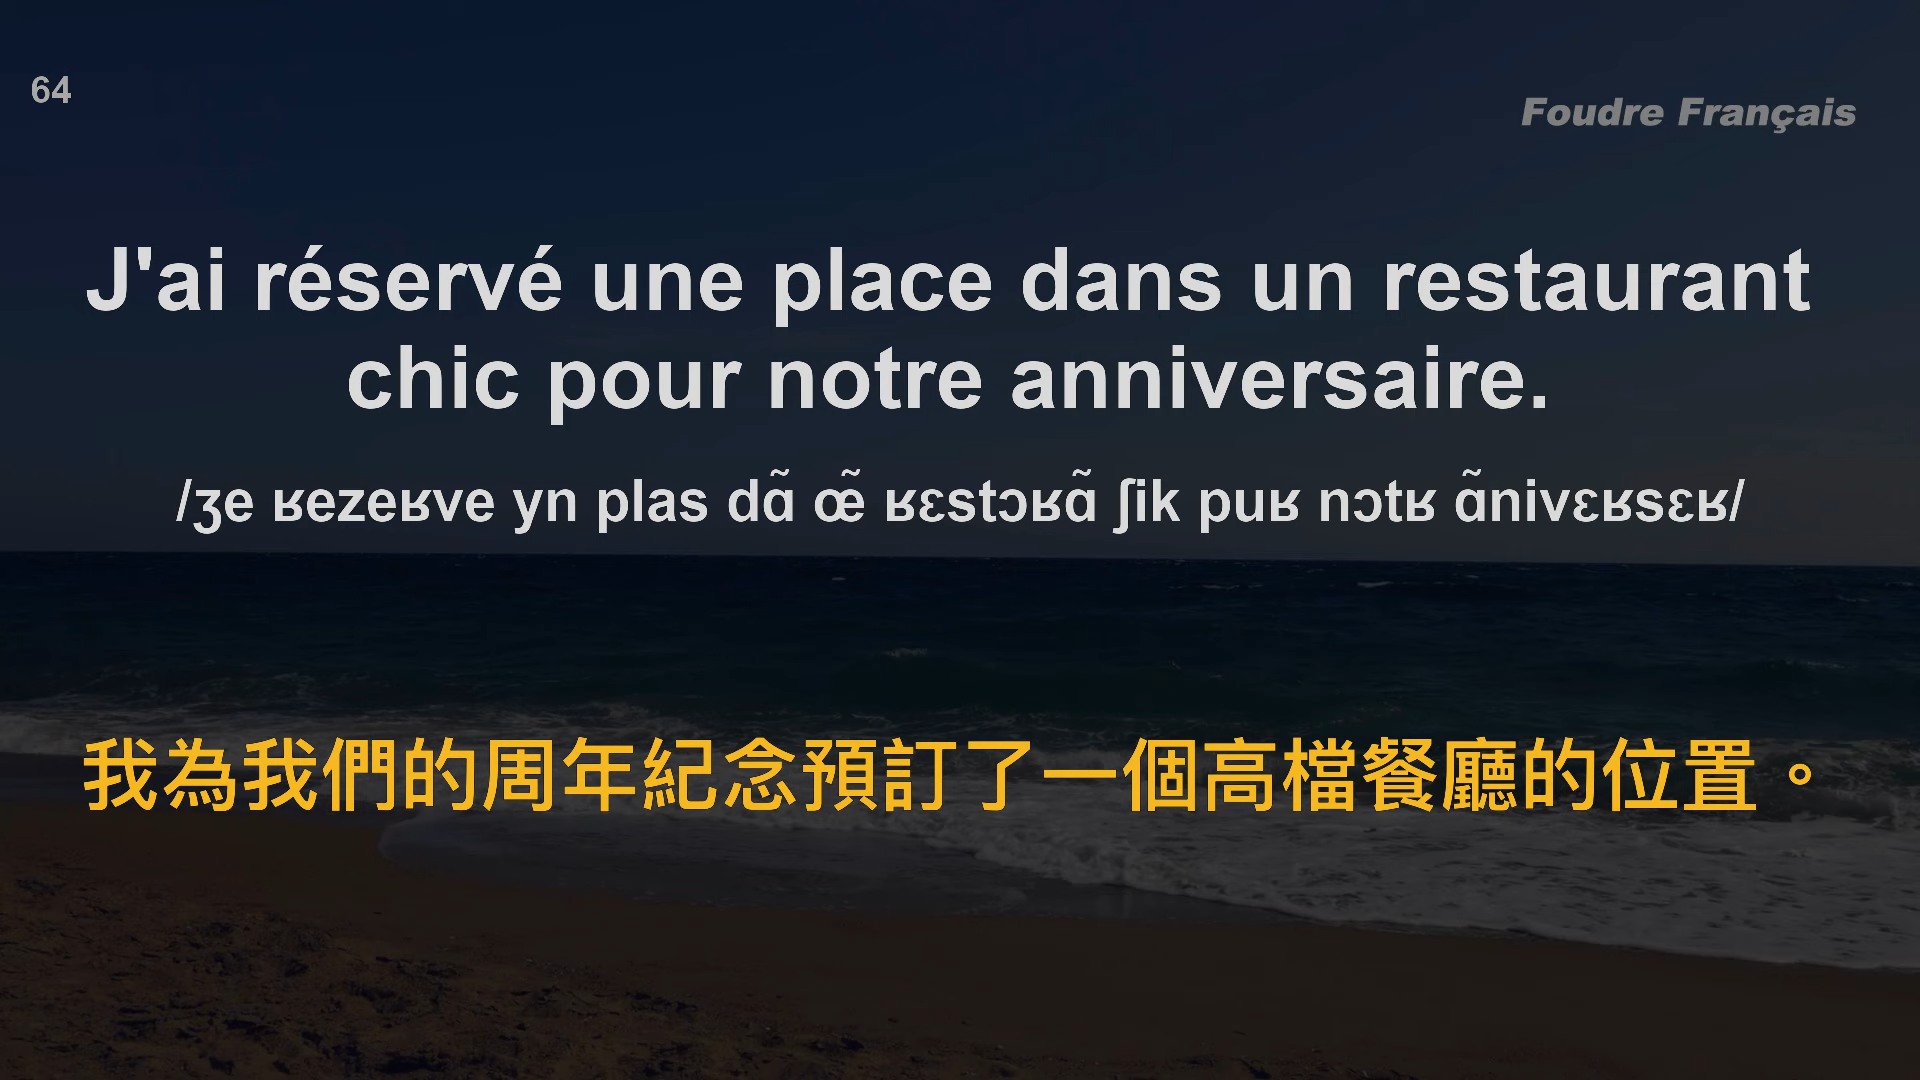 64
Foudre Français
J'ai réservé une place dans un restaurant
chic pour notre anniversaire.
/ʒe ʁezeʁve yn plas dɑ̃ œ̃ ʁɛstɔʁɑ̃ ʃik puʁ nɔtʁ ɑ̃nivɛʁsɛʁ/
我為我們的周年紀念預訂了一個高檔餐廳的位置。